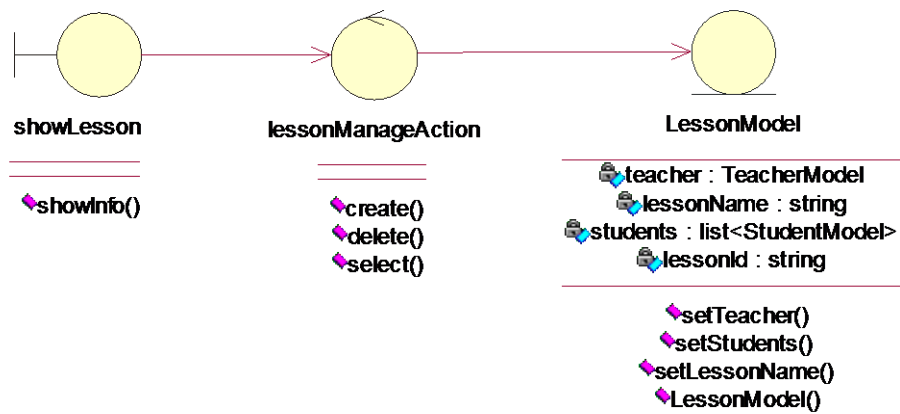 showLesson
showInfo()
lessonManageAction
create()
delete()
select()
LessonModel
teacher : TeacherModel
lessonName : string
students : list<StudentModel>
lessonId : string
setTeacher()
setStudents()
setLessonName()
LessonModel()